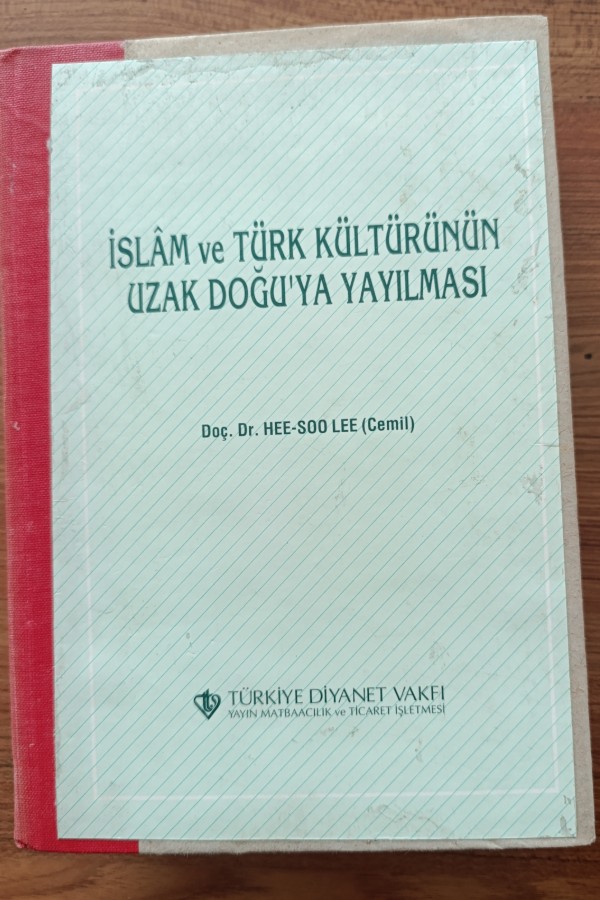 İSLÂM ve TÜRK KÜLTÜRÜNÜN
UZAK DOĞU'YA YAYILMASI
Doç. Dr. HEE-SOO LEE (Cemil)
TÜRKİYE DİYANET VAKFI
YAYIN MATBAACILIK ve TİCARET İŞLETMESİ